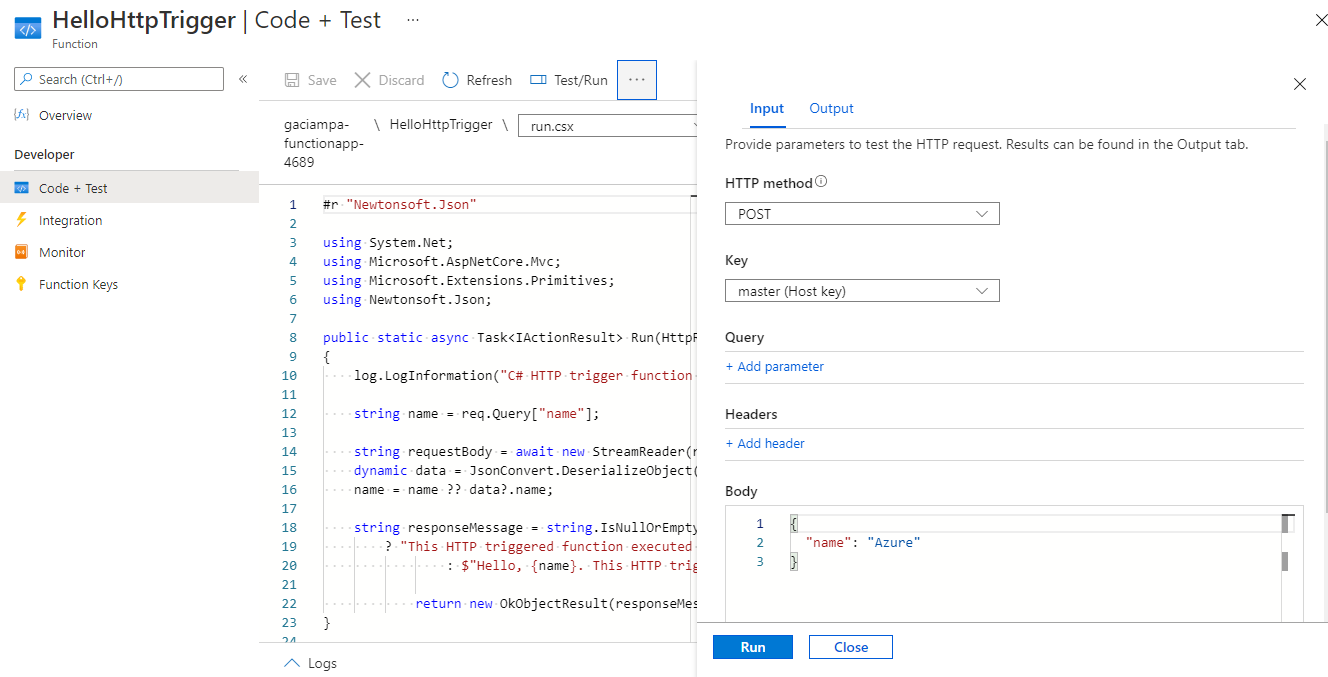 HelloHttpTrigger | Code + Test ...
Function
Search (Ctrl+/)
«
Overview
Developer
Code + Test
Integration
Monitor
Function Keys
Save
Discard
Refresh
Test/Run
...
gaciampa-
functionapp-
4689
\ HelloHttpTrigger \ run.csx
1 #r "Newtonsoft.Json"
2
3 using System.Net;
4 using Microsoft.AspNetCore.Mvc;
5 using Microsoft.Extensions.Primitives;
6 using Newtonsoft.Json;
7
8 public static async Task<IActionResult> Run(HttpR
9 {
10 log.LogInformation("C# HTTP trigger function
11
12 string name = req.Query["name"];
13
14 string requestBody = await new StreamReader(r
15 dynamic data = JsonConvert.DeserializeObject(
16 name = name ?? data?.name;
17
18 string responseMessage = string.IsNullOrEmpty
19 ? "This HTTP triggered function executed
20 : $"Hello, {name}. This HTTP trig
21
22 return new OkObjectResult(responseMes
23 }
24
Logs
Input
Output
Provide parameters to test the HTTP request. Results can be found in the Output tab.
HTTP method
POST
Key
master (Host key)
Query
+ Add parameter
Headers
+ Add header
Body
1 {
2 "name": "Azure"
3 }
Run
Close